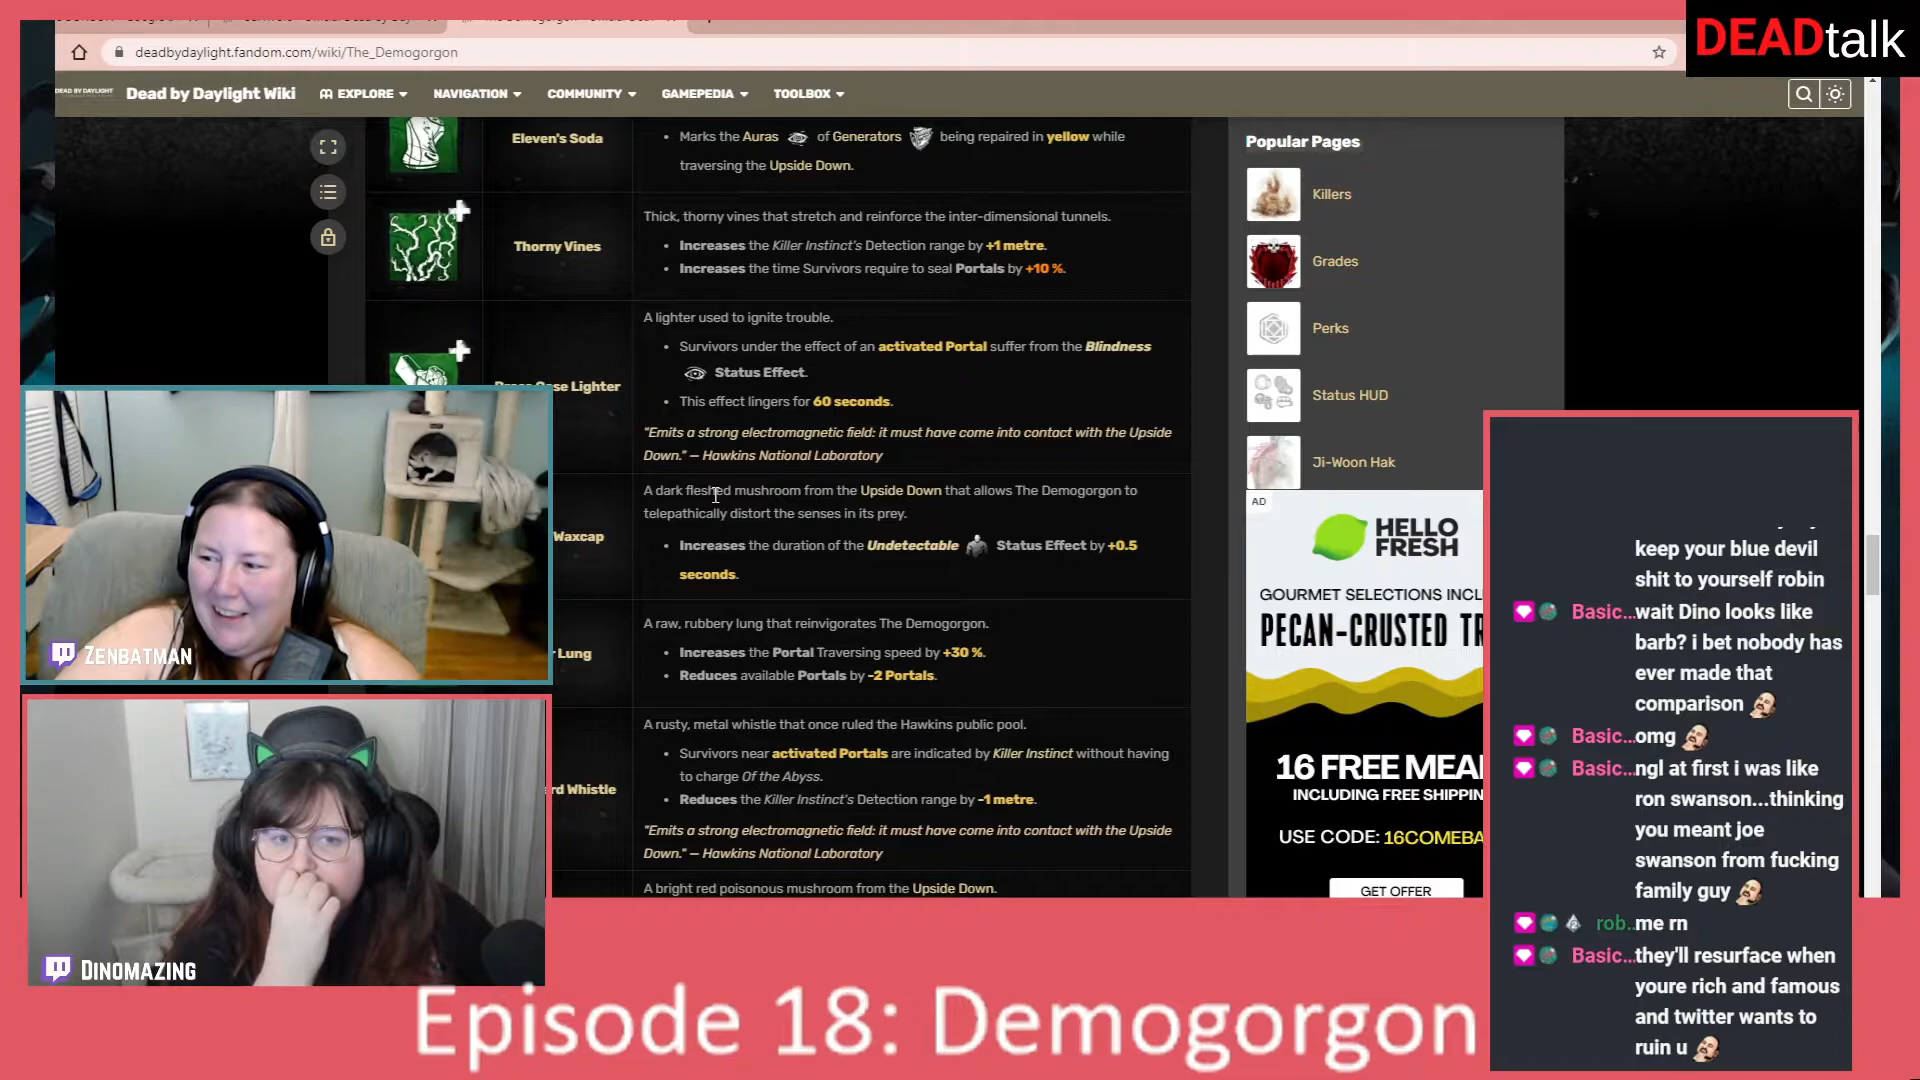 DEADtalk
deadbydaylight.fandom.com/wiki/The_Demogorgon
DEAD BY DAYLIGHT
Dead by Daylight Wiki
EXPLORE
NAVIGATION
COMMUNITY
GAMEPEDIA
TOOLBOX
Eleven's Soda
Marks the Auras of Generators being repaired in yellow while
traversing the Upside Down.
Thorny Vines
Thick, thorny vines that stretch and reinforce the inter-dimensional tunnels.
Increases the Killer Instinct's Detection range by +1 metre.
Increases the time Survivors require to seal Portals by +10 %.
A lighter used to ignite trouble.
Survivors under the effect of an activated Portal suffer from the Blindness
Status Effect.
This effect lingers for 60 seconds.
"Emits a strong electromagnetic field: it must have come into contact with the Upside
Down." — Hawkins National Laboratory
Lighter
A dark fleshed mushroom from the Upside Down that allows The Demogorgon to
telepathically distort the senses in its prey.
Waxcap
Increases the duration of the Undetectable Status Effect by +0.5
seconds.
A raw, rubbery lung that reinvigorates The Demogorgon.
Lung
Increases the Portal Traversing speed by +30 %.
Reduces available Portals by -2 Portals.
A rusty, metal whistle that once ruled the Hawkins public pool.
Survivors near activated Portals are indicated by Killer Instinct without having
to charge Of the Abyss.
rd Whistle
Reduces the Killer Instinct's Detection range by -1 metre.
"Emits a strong electromagnetic field: it must have come into contact with the Upside
Down." — Hawkins National Laboratory
A bright red poisonous mushroom from the Upside Down.
Popular Pages
Killers
Grades
Perks
Status HUD
Ji-Woon Hak
AD
HELLO
FRESH
GOURMET SELECTIONS INCL
PECAN-CRUSTED TR
16 FREE MEA
INCLUDING FREE SHIPPIN
USE CODE: 16COMEBA
GET OFFER
keep your blue devil
shit to yourself robin
Basic... wait Dino looks like
barb? i bet nobody has
ever made that
comparison
Basic... omg
Basic... ngl at first i was like
ron swanson...thinking
you meant joe
swanson from fucking
family guy
rob.. me rn
Basic... they'll resurface when
youre rich and famous
and twitter wants to
ruin u
ZENBATMAN
DINOMAZING
Episode 18: Demogorgon